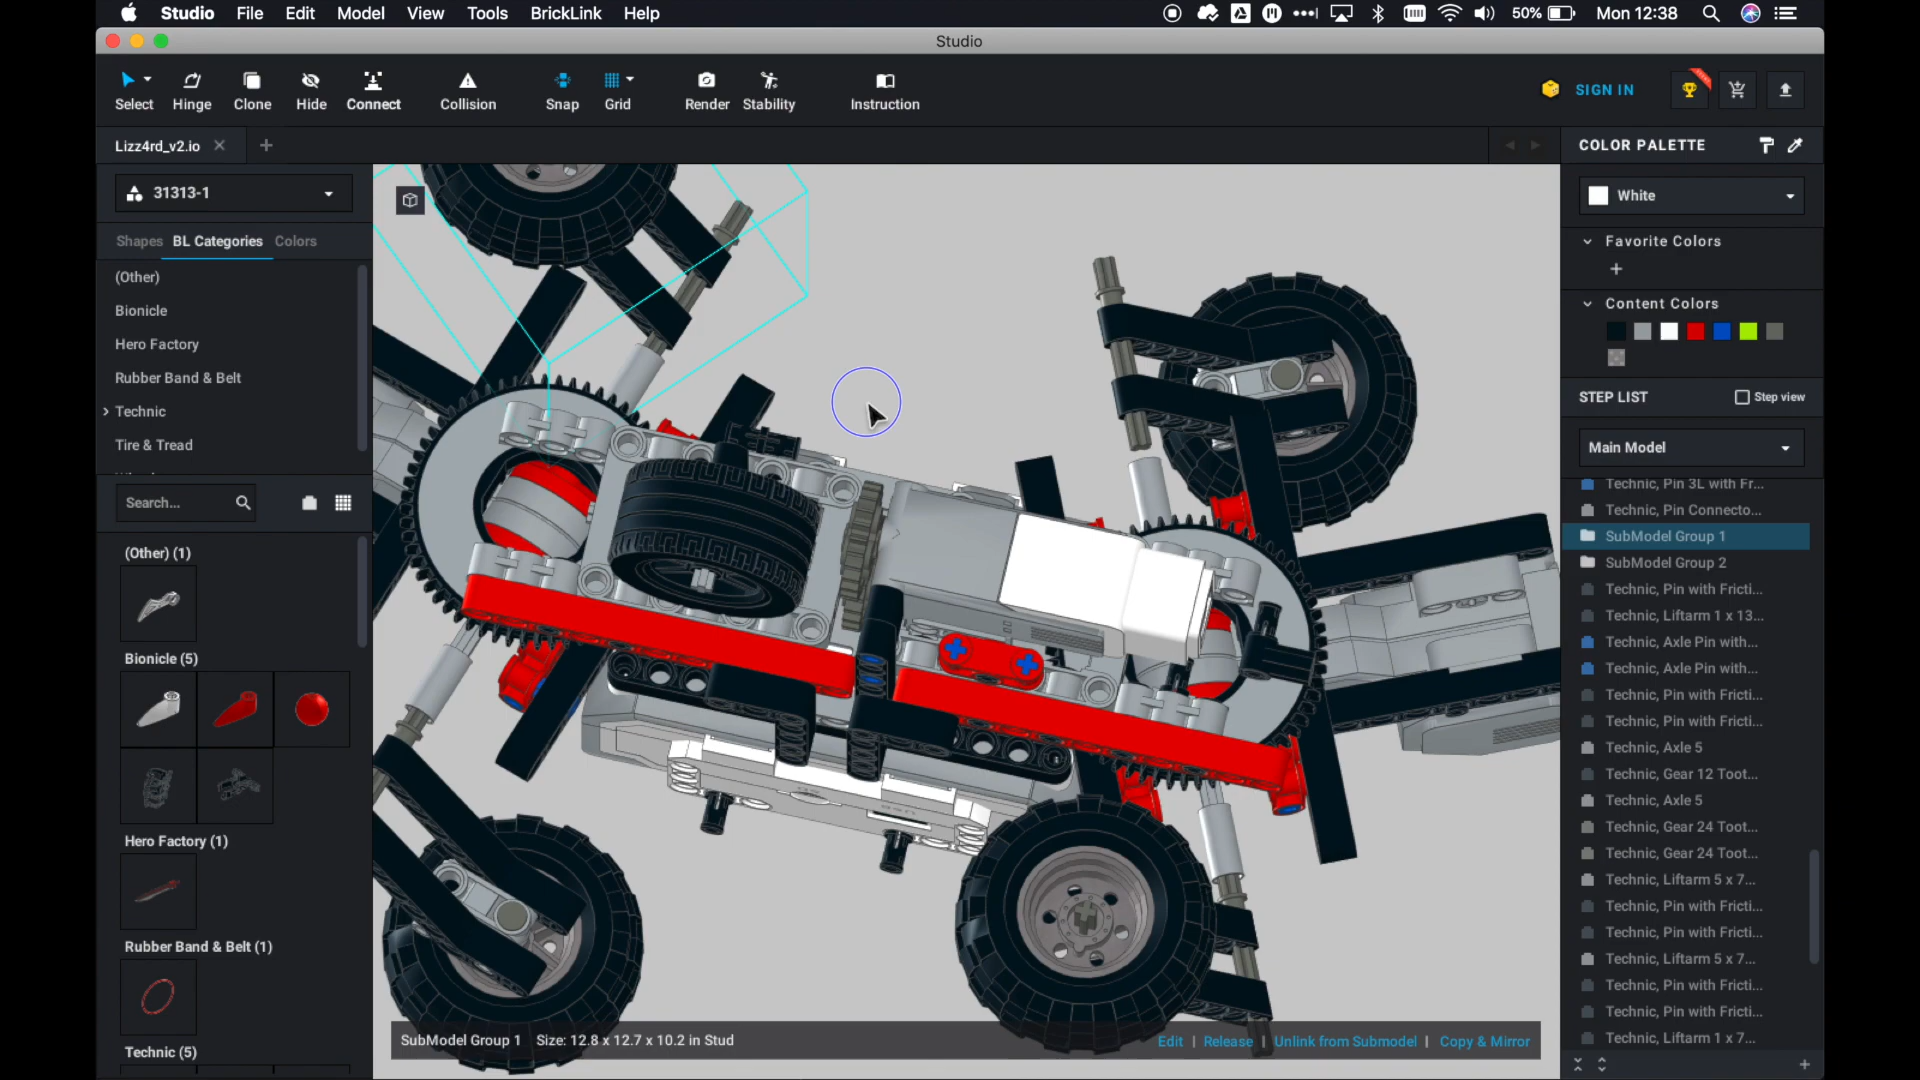 Studio File Edit Model View Tools BrickLink Help 50% Mon 12:38
Studio
Select Hinge Clone Hide Connect Collision Snap Grid Render Stability Instruction SIGN IN
Lizz4rd_v2.io
31313-1
Shapes BL Categories Colors
(Other)
Bionicle
Hero Factory
Rubber Band & Belt
Technic
Tire & Tread
Search...
(Other) (1)
Bionicle (5)
Hero Factory (1)
Rubber Band & Belt (1)
Technic (5)
SubModel Group 1 Size: 12.8 x 12.7 x 10.2 in Stud
Edit | Release | Unlink from Submodel | Copy & Mirror
COLOR PALETTE
White
Favorite Colors
Content Colors
STEP LIST Step view
Main Model
Technic, Pin 3L with Fr...
Technic, Pin Connecto...
SubModel Group 1
SubModel Group 2
Technic, Pin with Fricti...
Technic, Liftarm 1 x 13...
Technic, Axle Pin with...
Technic, Axle Pin with...
Technic, Pin with Fricti...
Technic, Pin with Fricti...
Technic, Axle 5
Technic, Gear 12 Toot...
Technic, Axle 5
Technic, Gear 24 Toot...
Technic, Gear 24 Toot...
Technic, Liftarm 5 x 7...
Technic, Pin with Fricti...
Technic, Pin with Fricti...
Technic, Liftarm 5 x 7...
Technic, Pin with Fricti...
Technic, Pin with Fricti...
Technic, Liftarm 1 x 7...